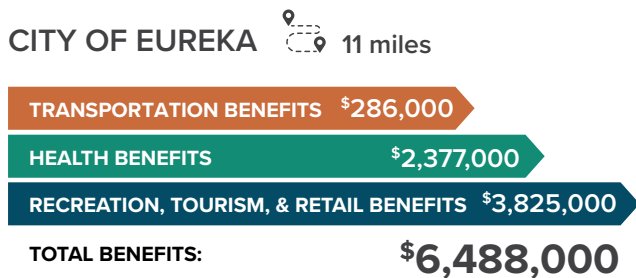 CITY OF EUREKA 11 miles
TRANSPORTATION BENEFITS $286,000
HEALTH BENEFITS $2,377,000
RECREATION, TOURISM, & RETAIL BENEFITS $3,825,000
TOTAL BENEFITS: $6,488,000